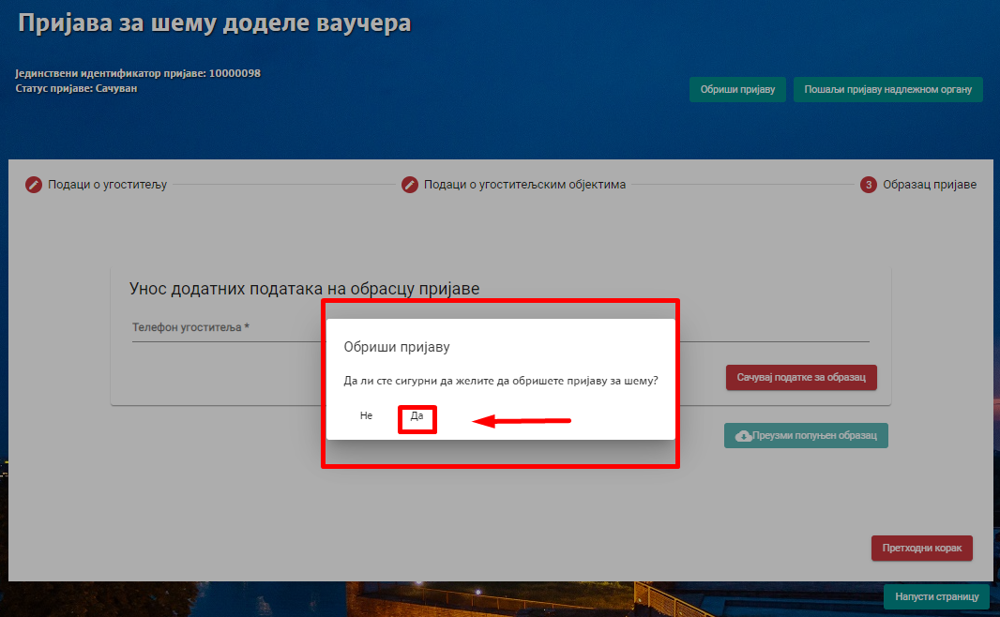 Пријава за шему доделе ваучера
Јединствени идентификатор пријаве: 10000098
Статус пријаве: Сачуван
Обриши пријаву
Пошаљи пријаву надлежном органу
Подаци о угоститељу
Подаци о угоститељским објектима
3 Образац пријаве
Унос додатних података на обрасцу пријаве
Телефон угоститеља *
Обриши пријаву
Да ли сте сигурни да желите да обришете пријаву за шему?
Не
Да
Сачувај податке за образац
Преузми попуњен образац
Претходни корак
Напусти страницу